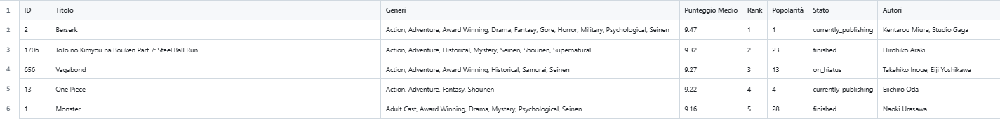 1 ID Titolo Generi Punteggio Medio Rank Popolarità Stato Autori
2 2 Berserk Action, Adventure, Award Winning, Drama, Fantasy, Gore, Horror, Military, Psychological, Seinen 9.47 1 1 currently_publishing Kentarou Miura, Studio Gaga
3 1706 JoJo no Kimyou na Bouken Part 7: Steel Ball Run Action, Adventure, Historical, Mystery, Seinen, Shounen, Supernatural 9.32 2 23 finished Hirohiko Araki
4 656 Vagabond Action, Adventure, Award Winning, Historical, Samurai, Seinen 9.27 3 13 on_hiatus Takehiko Inoue, Eiji Yoshikawa
5 13 One Piece Action, Adventure, Fantasy, Shounen 9.22 4 4 currently_publishing Eiichiro Oda
6 1 Monster Adult Cast, Award Winning, Drama, Mystery, Psychological, Seinen 9.16 5 28 finished Naoki Urasawa